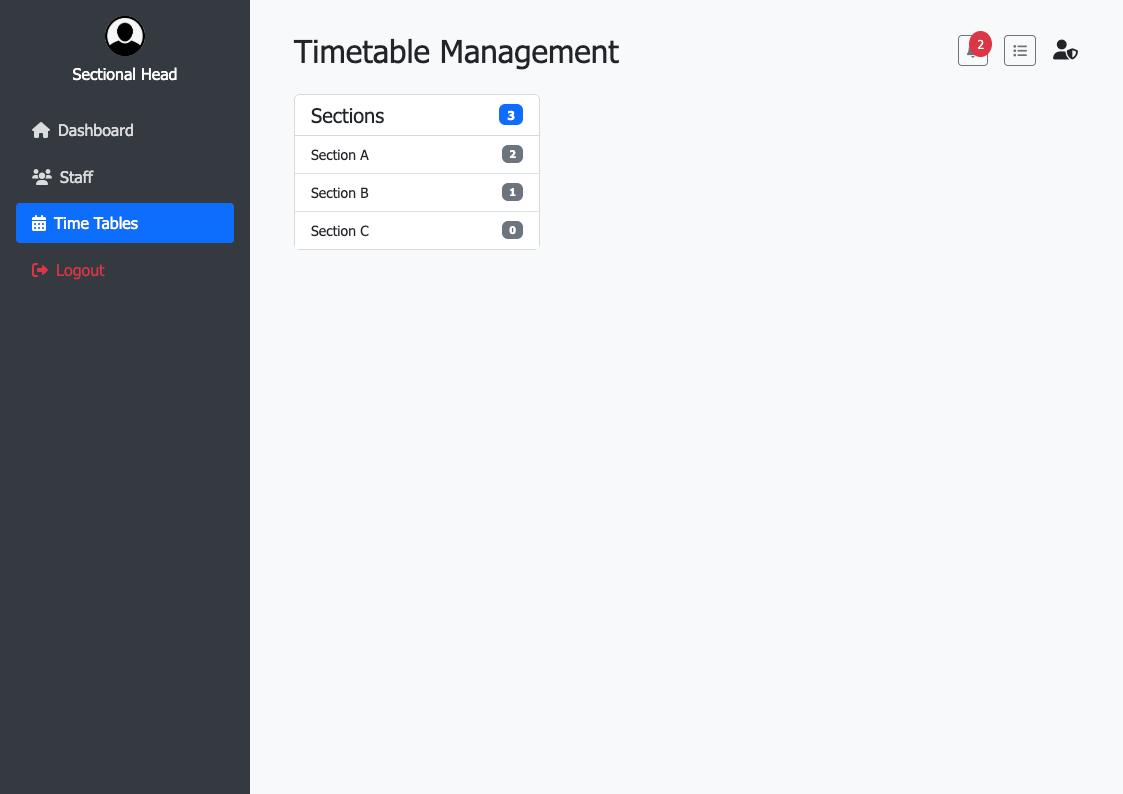 Sectional Head
Dashboard
Staff
Time Tables
Logout
Timetable Management
2
Sections 3
Section A 2
Section B 1
Section C 0